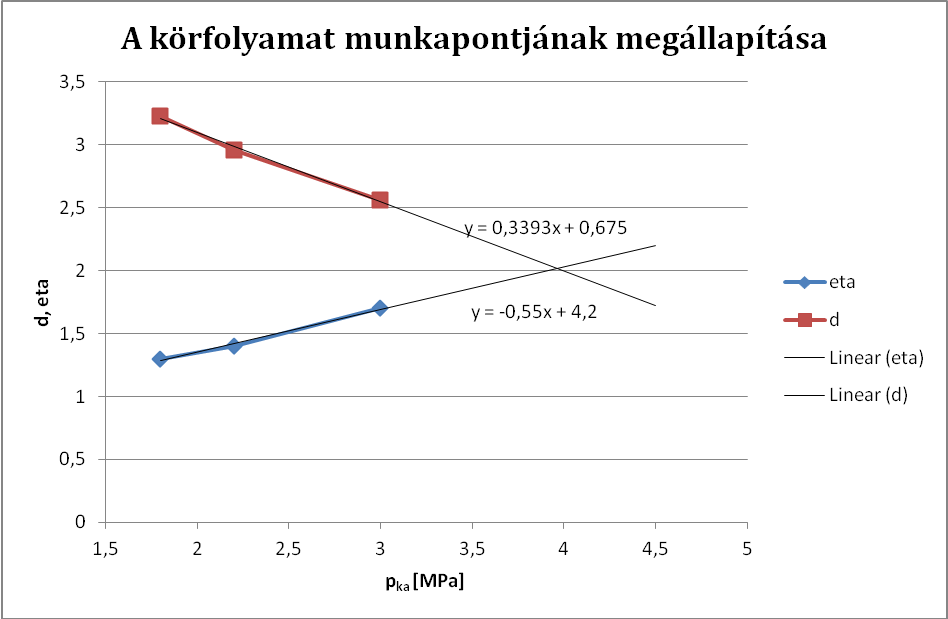 A körfolyamat munkapontjának megállapítása
3,5
3
2,5
2
1,5
1
0,5
0
d, eta
y = 0,3393x + 0,675
y = -0,55x + 4,2
1,5 2 2,5 3 3,5 4 4,5 5
pka [MPa]
eta
d
Linear (eta)
Linear (d)